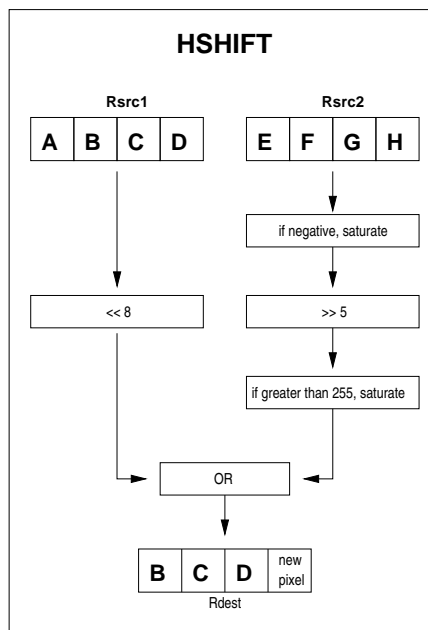 HSHIFT
Rsrc1 Rsrc2
A B C D E F G H
if negative, saturate
<< 8 >> 5
if greater than 255, saturate
OR
B C D new pixel
Rdest